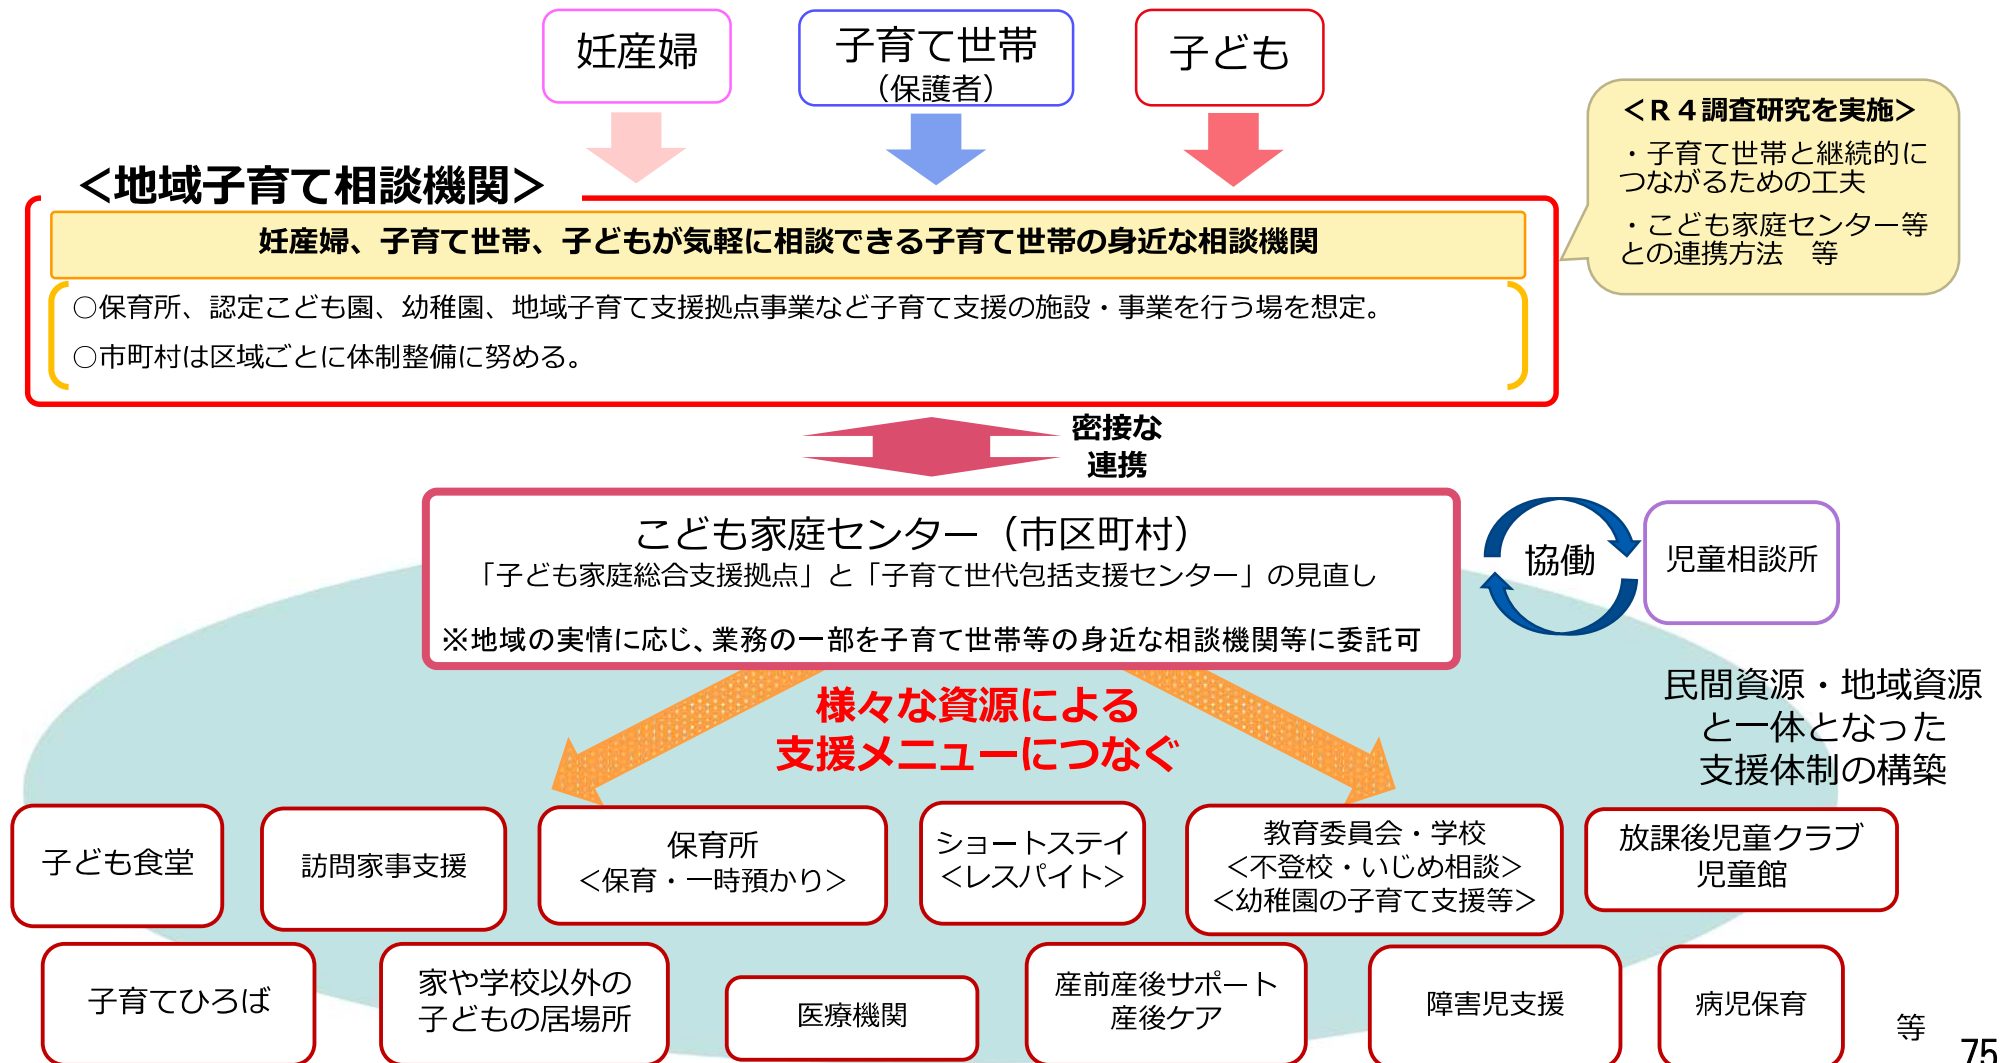 妊産婦
子育て世帯
（保護者）
子ども
＜Ｒ４調査研究を実施＞
・子育て世帯と継続的に
つながるための工夫
・こども家庭センター等
との連携方法　等
＜地域子育て相談機関＞
妊産婦、子育て世帯、子どもが気軽に相談できる子育て世帯の身近な相談機関
○保育所、認定こども園、幼稚園、地域子育て支援拠点事業など子育て支援の施設・事業を行う場を想定。
○市町村は区域ごとに体制整備に努める。
密接な
連携
こども家庭センター（市区町村）
「子ども家庭総合支援拠点」と「子育て世代包括支援センター」の見直し
※地域の実情に応じ、業務の一部を子育て世帯等の身近な相談機関等に委託可
協働
児童相談所
様々な資源による
支援メニューにつなぐ
民間資源・地域資源
と一体となった
支援体制の構築
子ども食堂
訪問家事支援
保育所
＜保育・一時預かり＞
ショートステイ
＜レスパイト＞
教育委員会・学校
＜不登校・いじめ相談＞
＜幼稚園の子育て支援等＞
放課後児童クラブ
児童館
子育てひろば
家や学校以外の
子どもの居場所
医療機関
産前産後サポート
産後ケア
障害児支援
病児保育
等
75